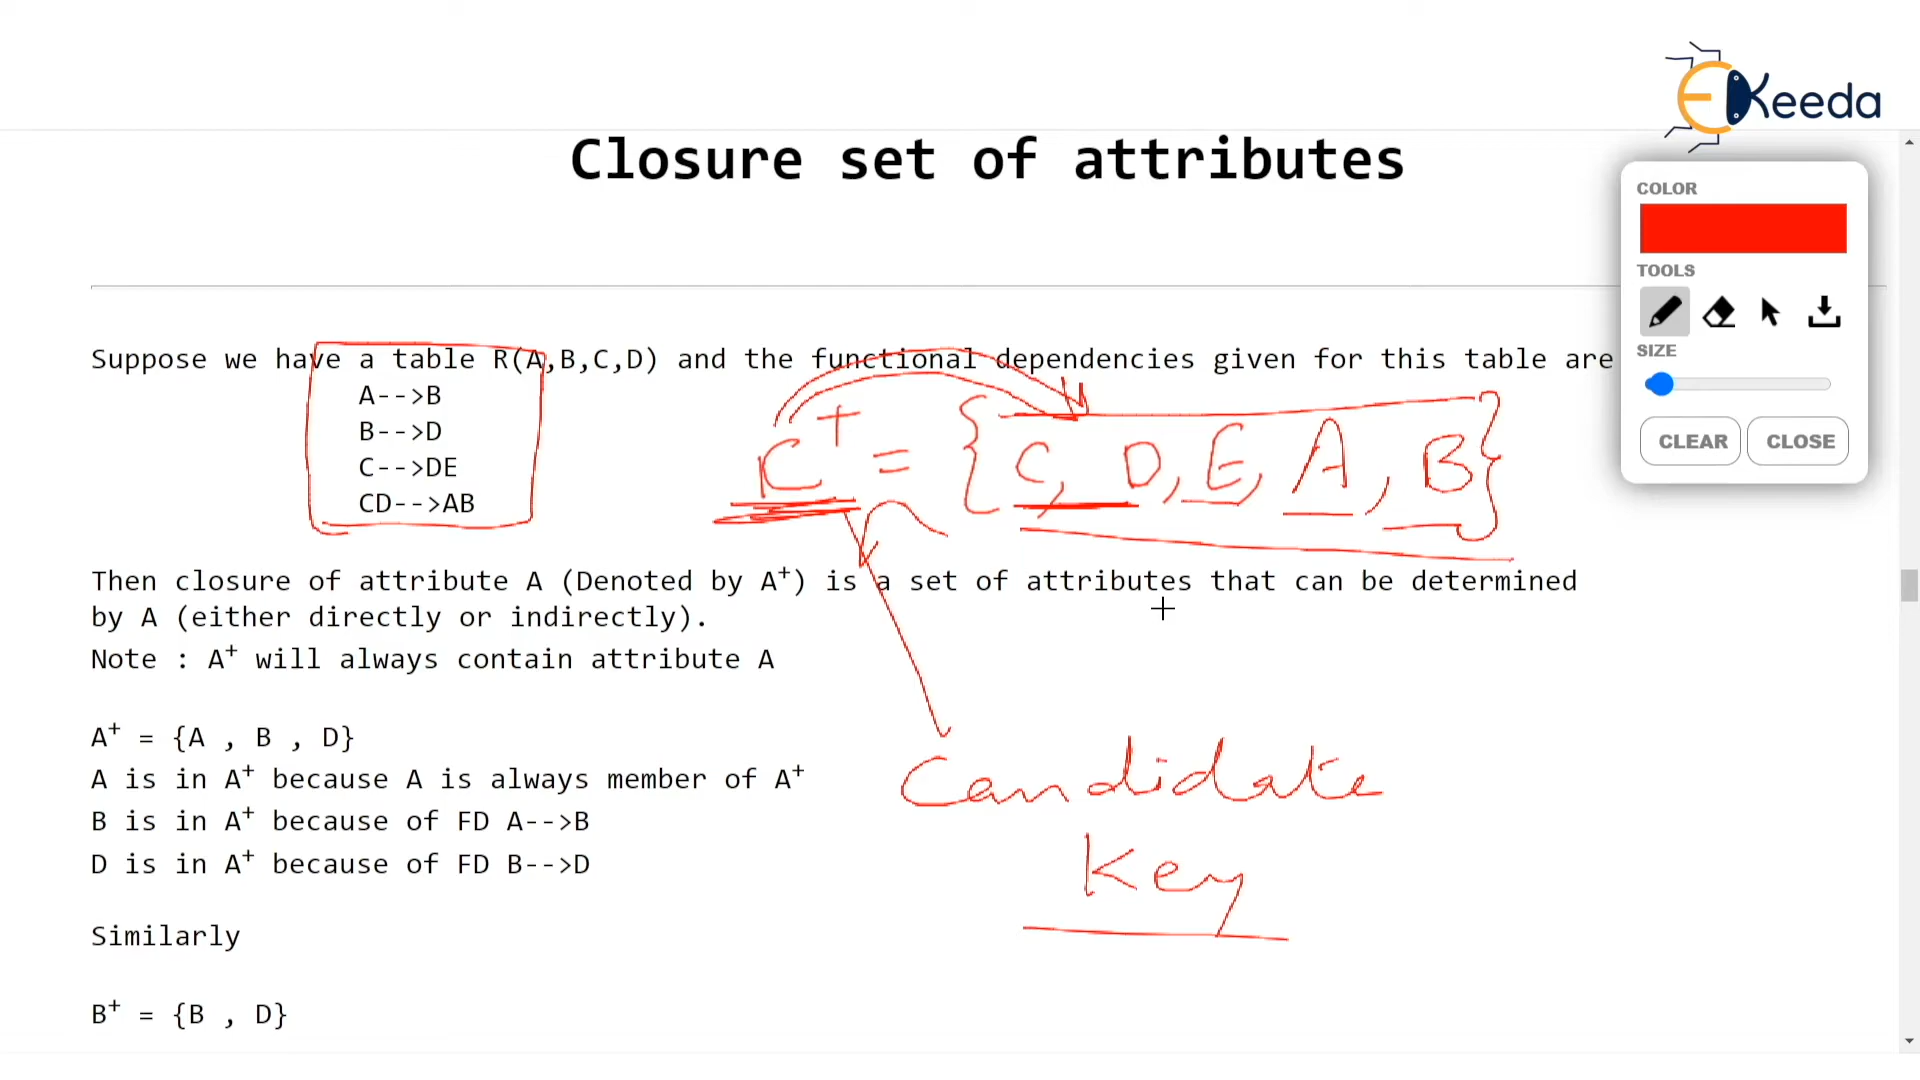 EKeeda
Closure set of attributes
COLOR
TOOLS
SIZE
CLEAR CLOSE
Suppose we have a table R(A,B,C,D) and the functional dependencies given for this table are
A-->B
B-->D
C-->DE
CD-->AB
C⁺ = {C, D, E, A, B}
Then closure of attribute A (Denoted by A⁺) is a set of attributes that can be determined
by A (either directly or indirectly).
Note : A⁺ will always contain attribute A
A⁺ = {A , B , D}
A is in A⁺ because A is always member of A⁺
B is in A⁺ because of FD A-->B
D is in A⁺ because of FD B-->D
Candidate
Key
Similarly
B⁺ = {B , D}